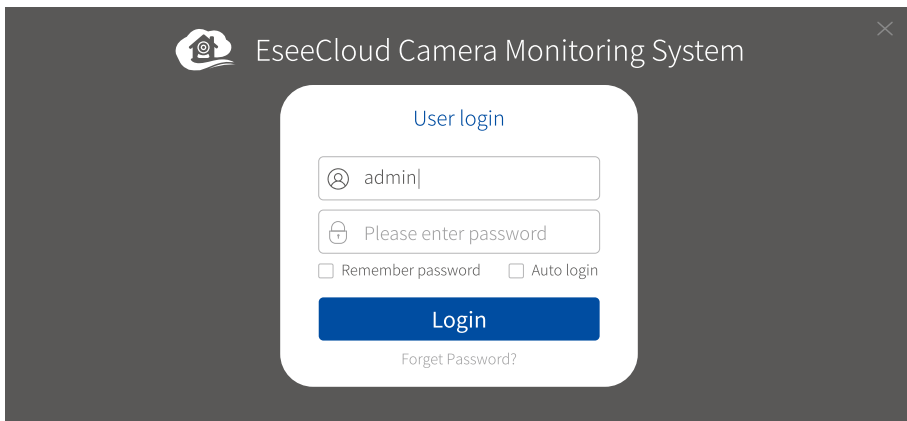 EseeCloud Camera Monitoring System
User login
admin
Please enter password
Remember password Auto login
Login
Forget Password?